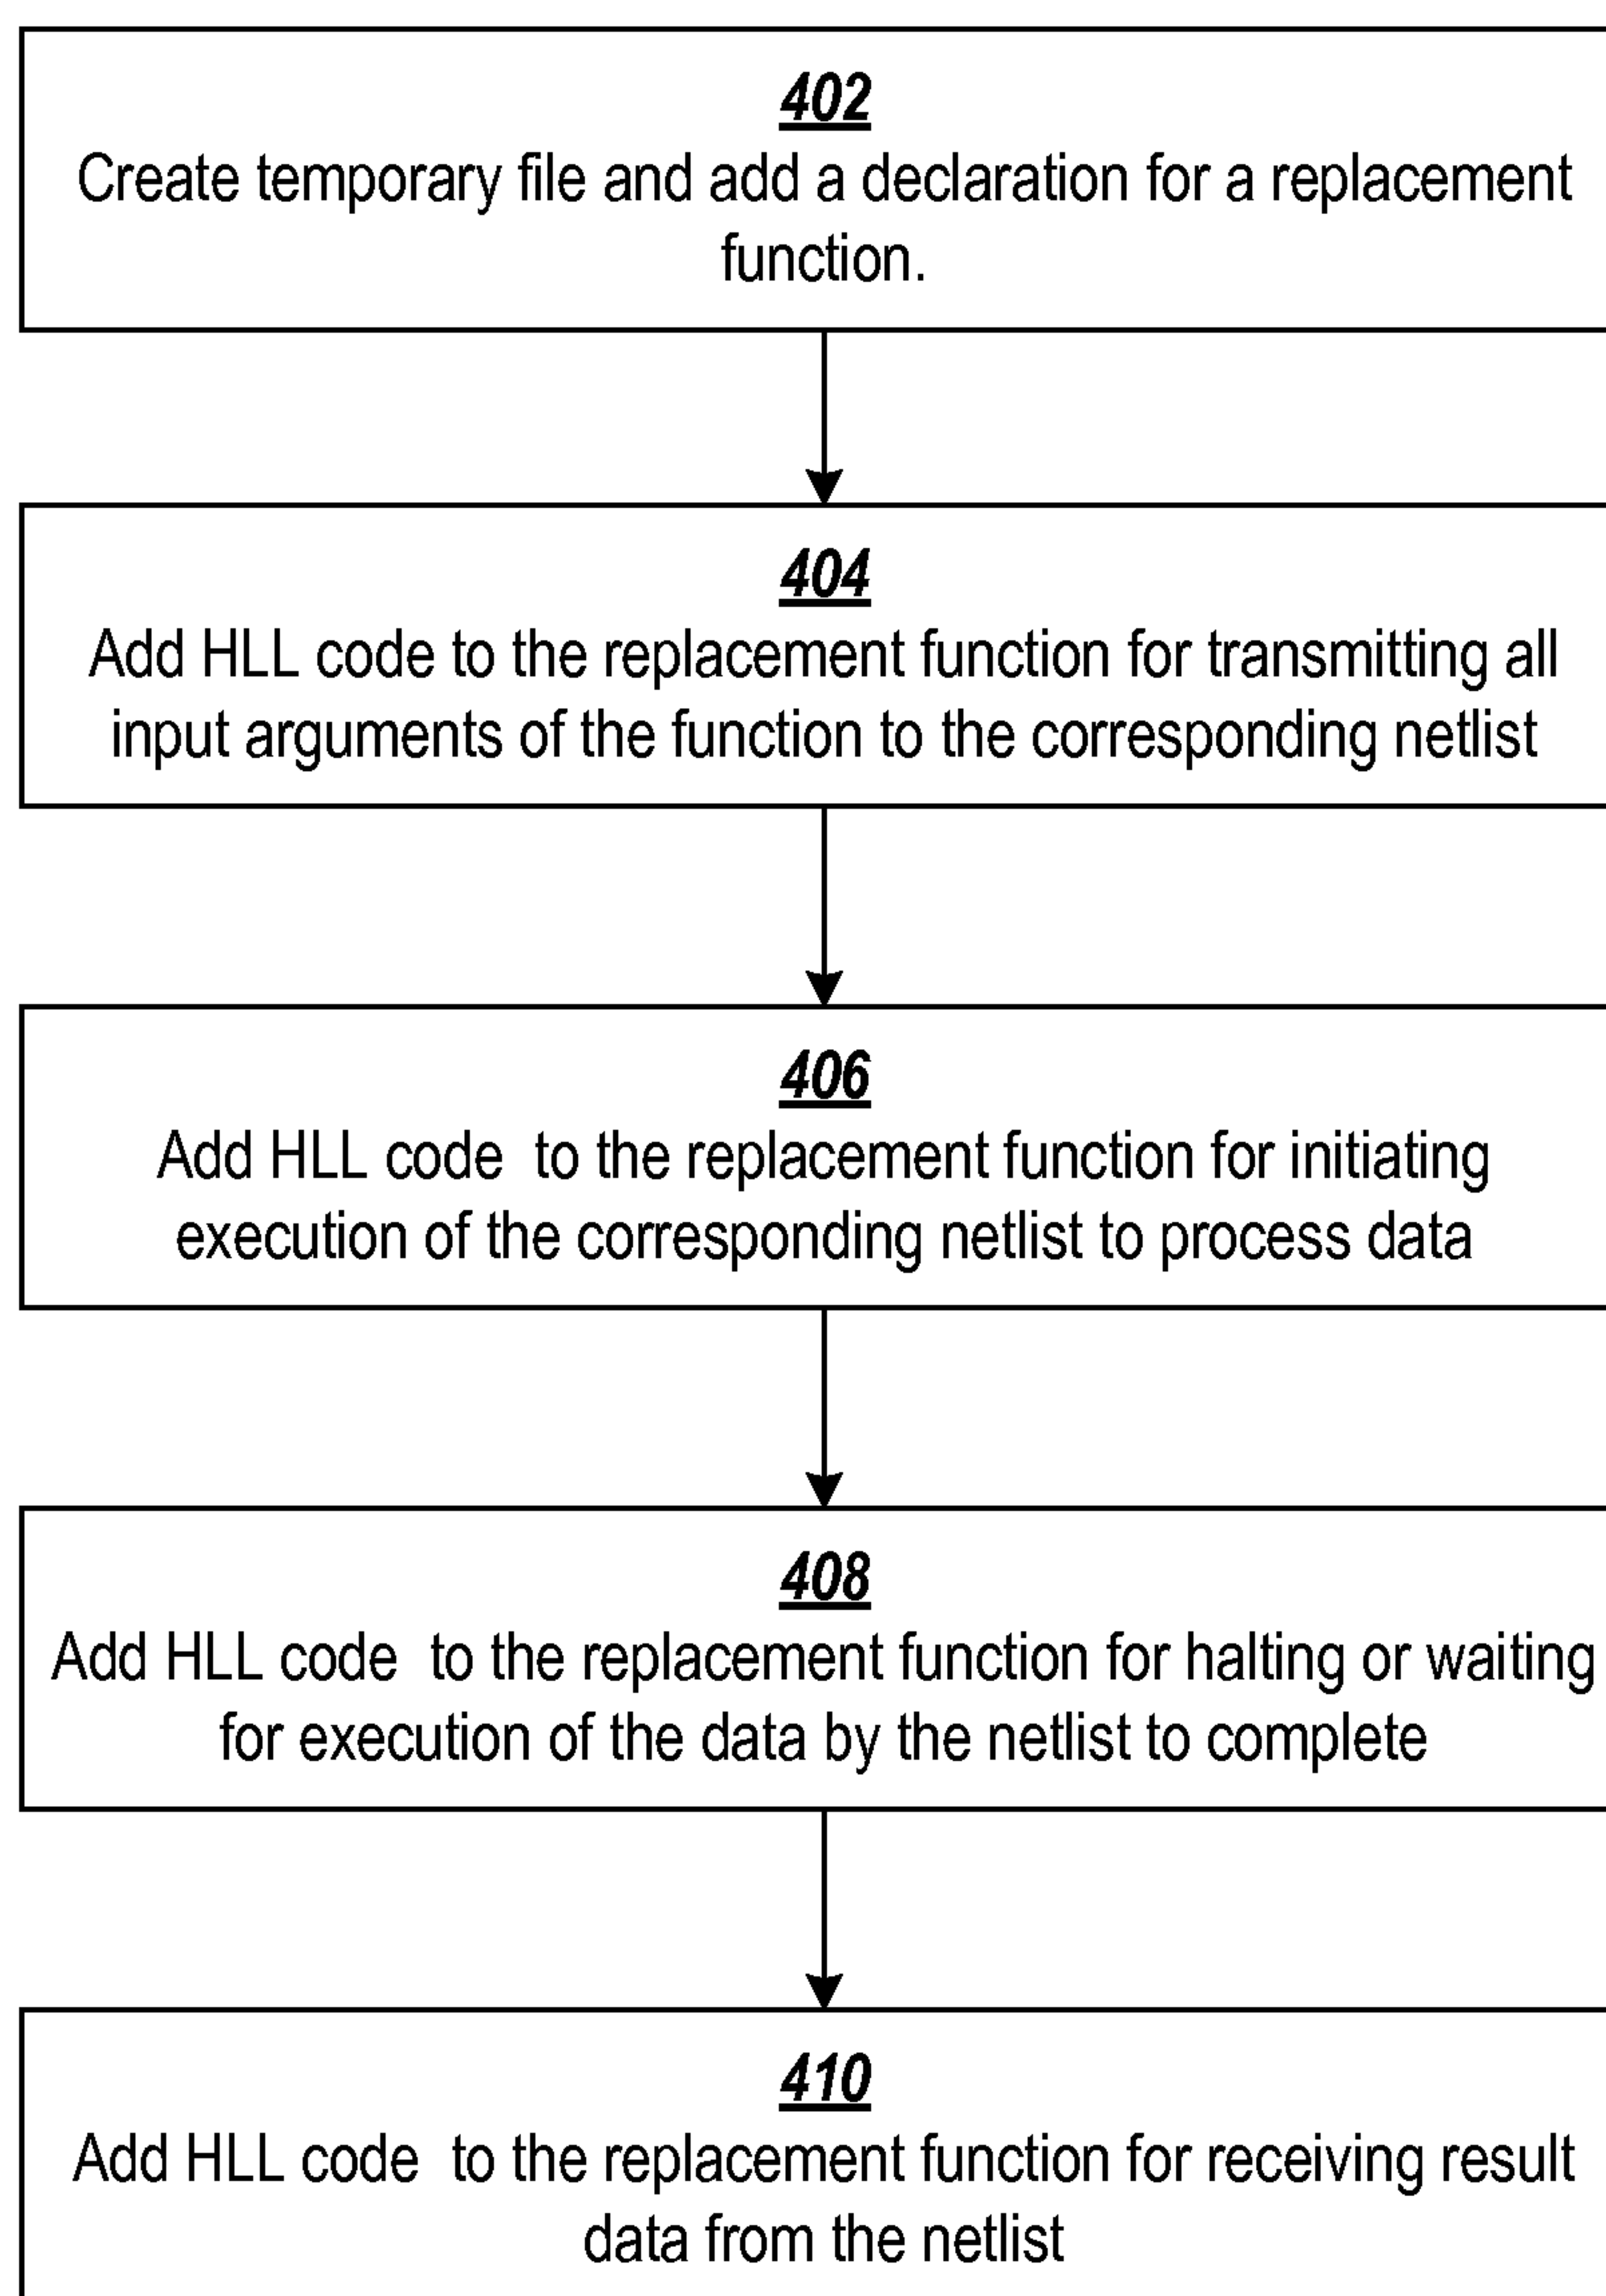 402
Create temporary file and add a declaration for a replacement
function.
404
Add HLL code to the replacement function for transmitting all
input arguments of the function to the corresponding netlist
406
Add HLL code  to the replacement function for initiating
execution of the corresponding netlist to process data
408
Add HLL code  to the replacement function for halting or waiting
for execution of the data by the netlist to complete
410
Add HLL code  to the replacement function for receiving result
data from the netlist